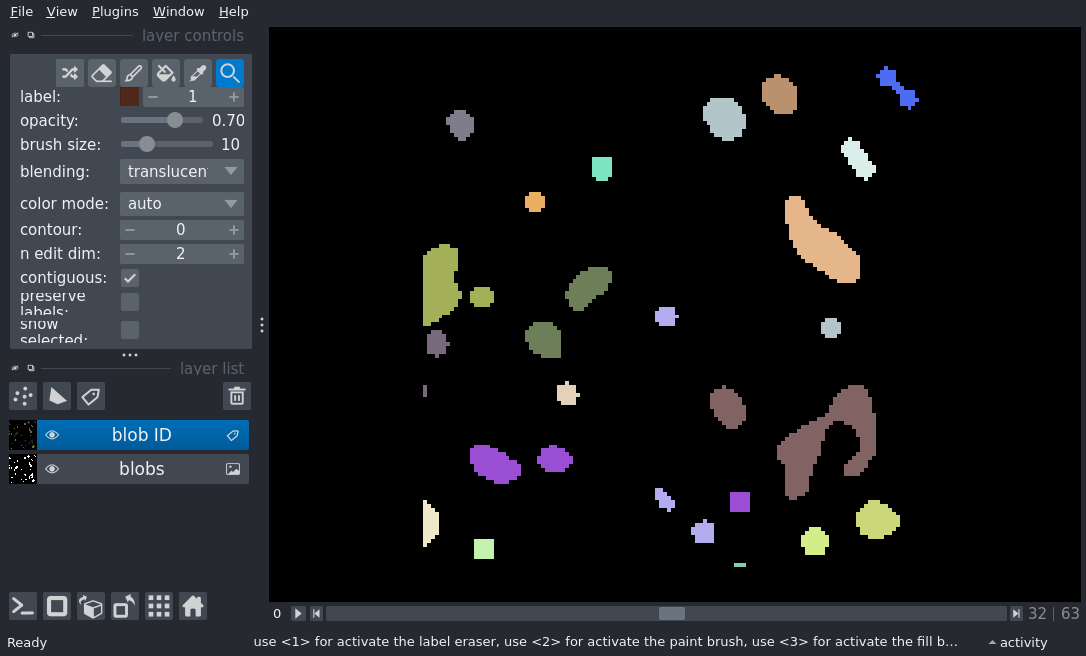 File View Plugins Window Help
layer controls
label: 1
opacity: 0.70
brush size: 10
blending: translucen
color mode: auto
contour: 0
n edit dim: 2
contiguous:
preserve
labels:
show
selected:
layer list
blob ID
blobs
0 32 63
Ready use <1> for activate the label eraser, use <2> for activate the paint brush, use <3> for activate the fill b... activity